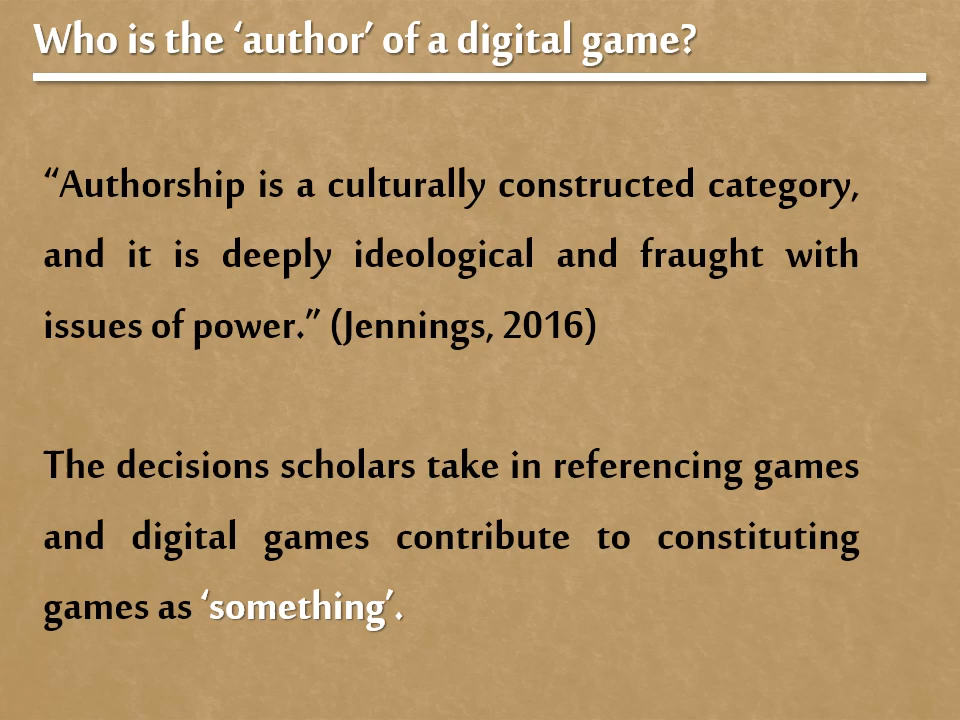 Who is the ‘author’ of a digital game?
“Authorship is a culturally constructed category,
and it is deeply ideological and fraught with
issues of power.” (Jennings, 2016)
The decisions scholars take in referencing games
and digital games contribute to constituting
games as ‘something’.